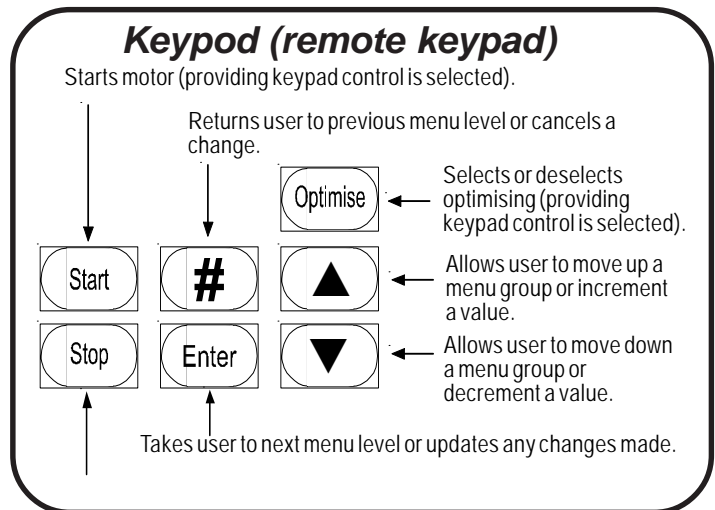 Keypod (remote keypad)
Starts motor (providing keypad control is selected).
Returns user to previous menu level or cancels a
change.
Optimise
Selects or deselects
optimising (providing
keypad control is selected).
Start
#
Allows user to move up a
menu group or increment
a value.
Stop
Enter
Allows user to move down
a menu group or
decrement a value.
Takes user to next menu level or updates any changes made.